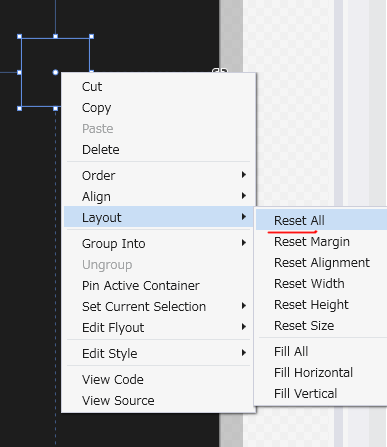 Cut
Copy
Paste
Delete
Order
Align
Layout
Group Into
Ungroup
Pin Active Container
Set Current Selection
Edit Flyout
Edit Style
View Code
View Source
Reset All
Reset Margin
Reset Alignment
Reset Width
Reset Height
Reset Size
Fill All
Fill Horizontal
Fill Vertical